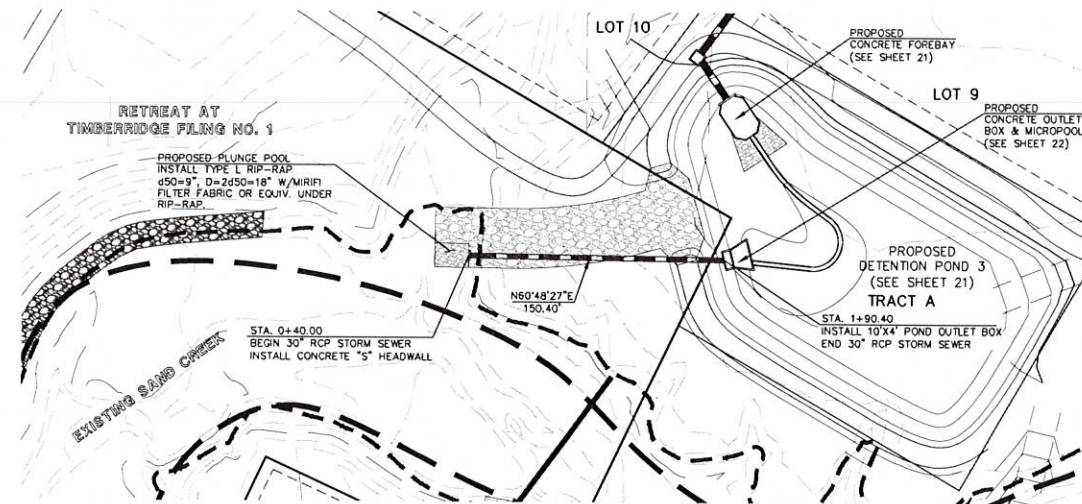 LOT 10
PROPOSED
CONCRETE FOREBAY
(SEE SHEET 21)
LOT 9
PROPOSED
CONCRETE OUTLET
BOX & MICROPOOL
(SEE SHEET 22)
RETREAT AT
TIMBERRIDGE FILING NO. 1
PROPOSED PLUNGE POOL
INSTALL TYPE L RIP-RAP
d50=9", D=2d50=18" W/MIRIFI
FILTER FABRIC OR EQUIV. UNDER
RIP-RAP.
PROPOSED
DETENTION POND 3
(SEE SHEET 21)
TRACT A
N60°48'27"E
150.40'
STA. 0+40.00
BEGIN 30" RCP STORM SEWER
INSTALL CONCRETE "S" HEADWALL
STA. 1+90.40
INSTALL 10'X4' POND OUTLET BOX
END 30" RCP STORM SEWER
EXISTING SAND CREEK